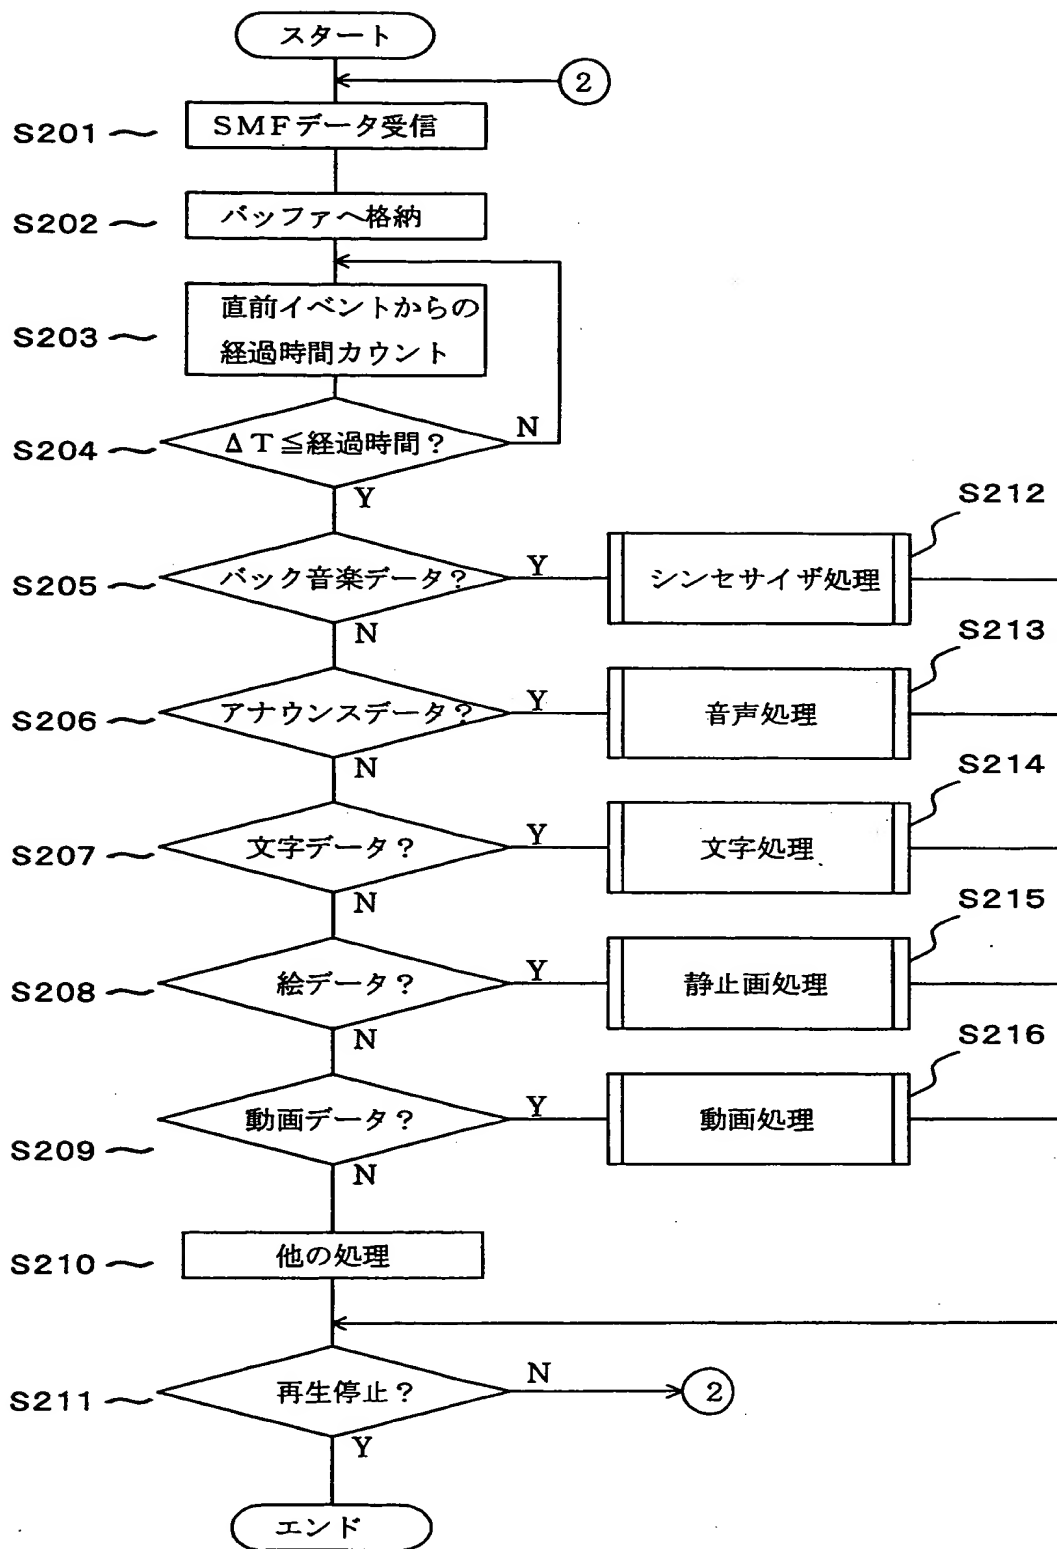 スタート
2
S201
SMFデータ受信
S202
バッファへ格納
S203
直前イベントからの
経過時間カウント
S204
ΔT≦経過時間？
N
Y
S205
バック音楽データ？
Y
シンセサイザ処理
S212
N
S206
アナウンスデータ？
Y
音声処理
S213
N
S207
文字データ？
Y
文字処理
S214
N
S208
絵データ？
Y
静止画処理
S215
N
S209
動画データ？
Y
動画処理
S216
N
S210
他の処理
S211
再生停止？
N
2
Y
エンド